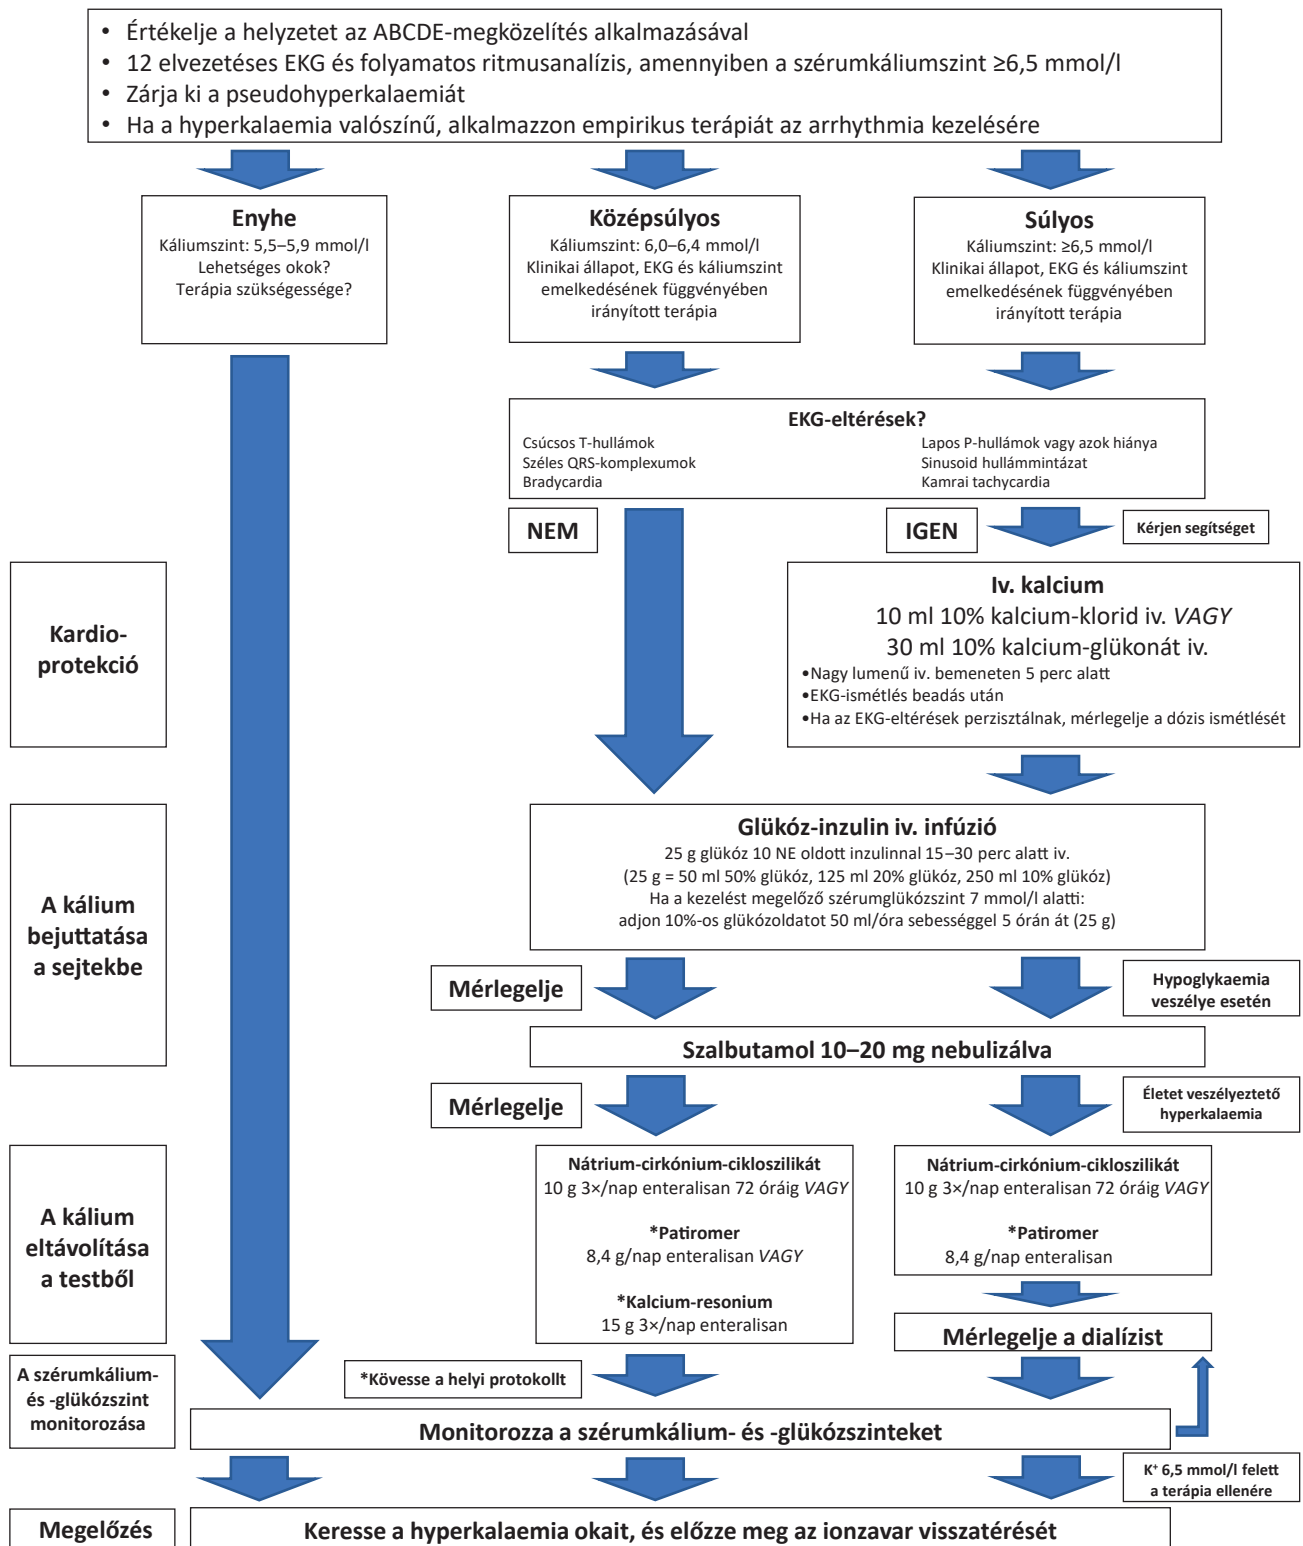 • Értékelje a helyzetet az ABCDE-megközelítés alkalmazásával
• 12 elvezetéses EKG és folyamatos ritmusanalízis, amennyiben a szérumkáliumszint ≥6,5 mmol/l
• Zárja ki a pseudohyperkalaemiát
• Ha a hyperkalaemia valószínű, alkalmazzon empirikus terápiát az arrhythmia kezelésére
Enyhe
Káliumszint: 5,5–5,9 mmol/l
Lehetséges okok?
Terápia szükségessége?
Középsúlyos
Káliumszint: 6,0–6,4 mmol/l
Klinikai állapot, EKG és káliumszint
emelkedésének függvényében
irányított terápia
Súlyos
Káliumszint: ≥6,5 mmol/l
Klinikai állapot, EKG és káliumszint
emelkedésének függvényében
irányított terápia
EKG-eltérések?
Csúcsos T-hullámok
Széles QRS-komplexumok
Bradycardia
Lapos P-hullámok vagy azok hiánya
Sinusoid hullámmintázat
Kamrai tachycardia
NEM
IGEN
Kérjen segítséget
Kardio-
protekció
Iv. kalcium
10 ml 10% kalcium-klorid iv. VAGY
30 ml 10% kalcium-glükonát iv.
•Nagy lumenű iv. bemeneten 5 perc alatt
•EKG-ismétlés beadás után
•Ha az EKG-eltérések perzisztálnak, mérlegelje a dózis ismétlését
A kálium
bejuttatása
a sejtekbe
Glükóz-inzulin iv. infúzió
25 g glükóz 10 NE oldott inzulinnal 15–30 perc alatt iv.
(25 g = 50 ml 50% glükóz, 125 ml 20% glükóz, 250 ml 10% glükóz)
Ha a kezelést megelőző szérumglükózszint 7 mmol/l alatti:
adjon 10%-os glükózoldatot 50 ml/óra sebességgel 5 órán át (25 g)
Mérlegelje
Hypoglykaemia
veszélye esetén
Szalbutamol 10–20 mg nebulizálva
Mérlegelje
Életet veszélyeztető
hyperkalaemia
A kálium
eltávolítása
a testből
Nátrium-cirkónium-cikloszilikát
10 g 3×/nap enteralisan 72 óráig VAGY
*Patiromer
8,4 g/nap enteralisan VAGY
*Kalcium-resonium
15 g 3×/nap enteralisan
Nátrium-cirkónium-cikloszilikát
10 g 3×/nap enteralisan 72 óráig VAGY
*Patiromer
8,4 g/nap enteralisan
Mérlegelje a dialízist
A szérumkálium-
és -glükózszint
monitorozása
*Kövesse a helyi protokollt
Monitorozza a szérumkálium- és -glükózszinteket
K⁺ 6,5 mmol/l felett
a terápia ellenére
Megelőzés
Keresse a hyperkalaemia okait, és előzze meg az ionzavar visszatérését